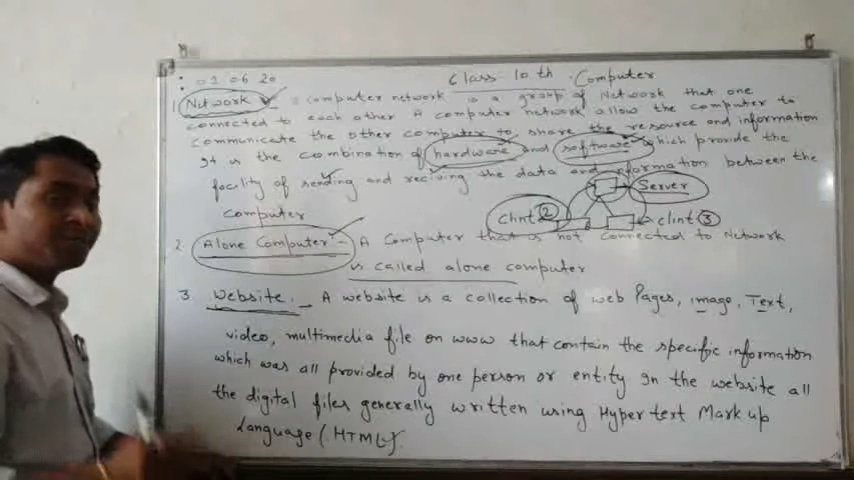 01 06 20
Class 10th Computer
1. Network - : computer network is a group of Network that one
connected to each other A computer network allow the computer to
communicate the other computer to share the resource and information
It is the combination of hardware and software which provide the
facility of sending and reciving the data and information between the
computer
Server
Clint 2
clint 3
2. Alone Computer - A Computer that is not connected to Network
is called alone computer
3. Website - A website is a collection of web Pages, image, Text,
video, multimedia file on www that contain the specific information
which was all provided by one person or entity In the website all
the digital files generally written using Hyper text Mark up
Language (HTML).